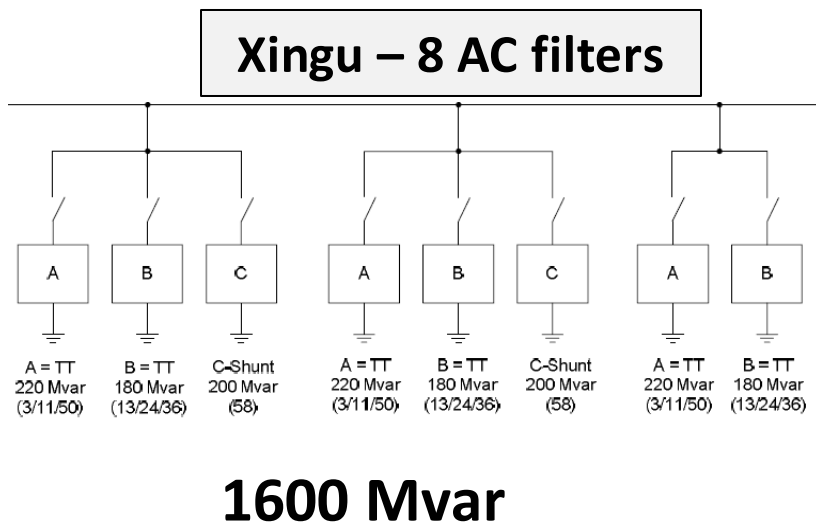 Xingu – 8 AC filters
A
B
C
A
B
C
A
B
A = TT
220 Mvar
(3/11/50)
B = TT
180 Mvar
(13/24/36)
C-Shunt
200 Mvar
(58)
A = TT
220 Mvar
(3/11/50)
B = TT
180 Mvar
(13/24/36)
C-Shunt
200 Mvar
(58)
A = TT
220 Mvar
(3/11/50)
B = TT
180 Mvar
(13/24/36)
1600 Mvar